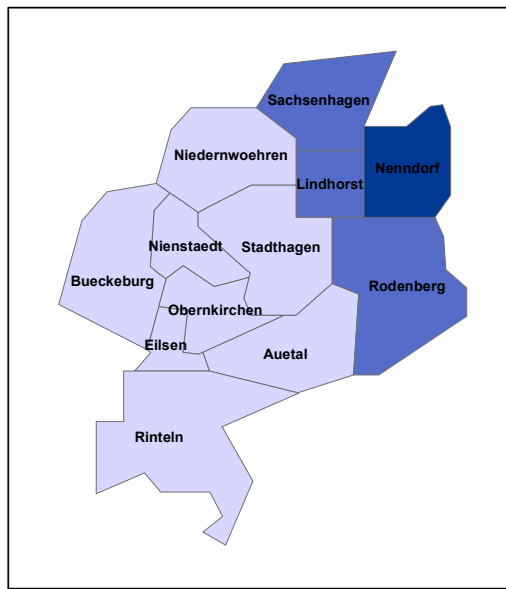 Sachsenhagen
Niedernwoehren
Nenndorf
Lindhorst
Nienstaedt
Stadthagen
Bueckeburg
Rodenberg
Obernkirchen
Eilsen
Auetal
Rinteln